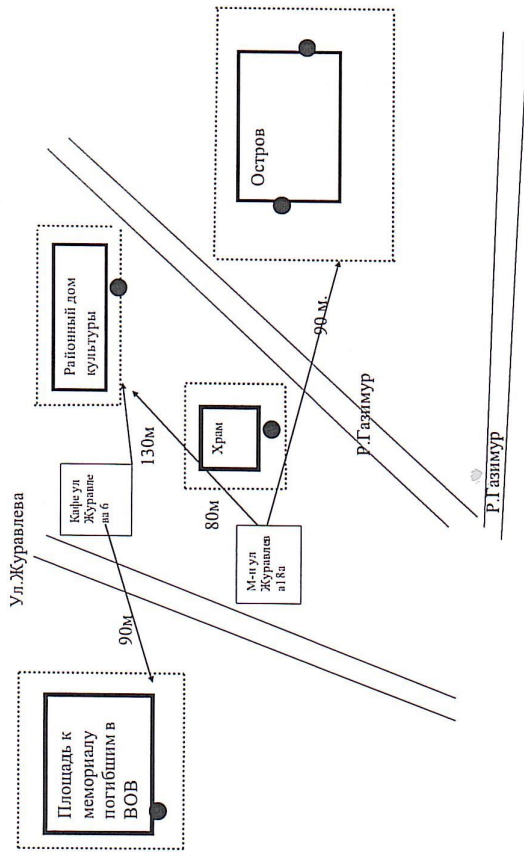 Ул.Журавлева
Площадь к
мемориалу
погибшим в
ВОВ
90м
Кафе ул
Журавле
ва 6
130м
Районный дом
культуры
80м
М-н ул
Журавлев
а18а
Храм
90 м.
Остров
р.Газимур
Р.Газимур